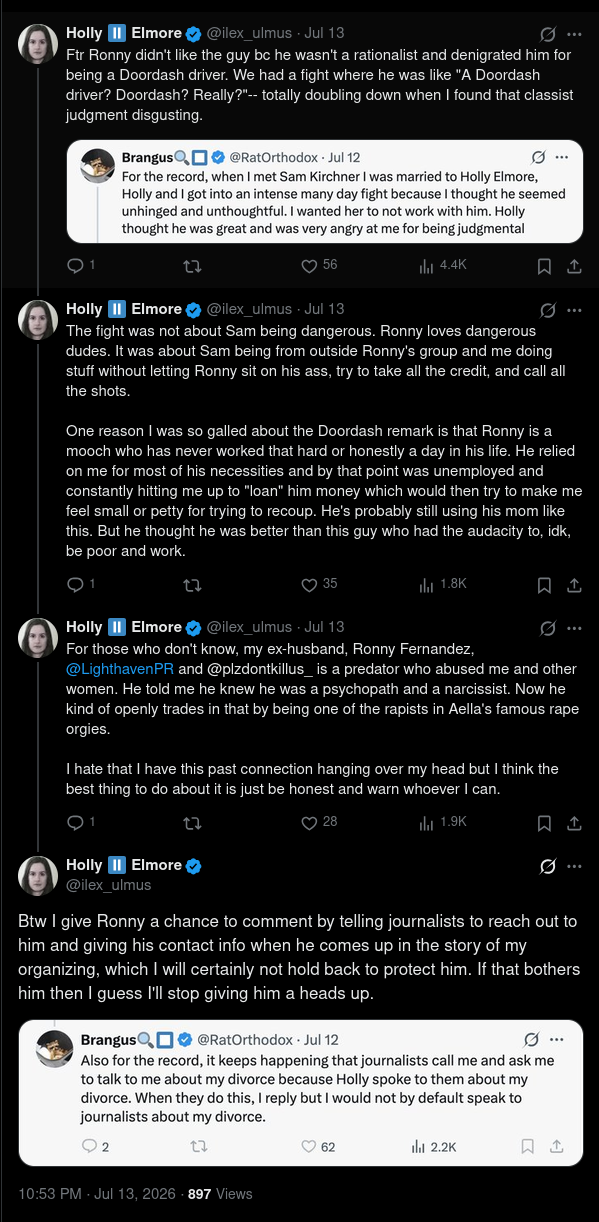 Holly ⏸️ Elmore @ilex_ulmus · Jul 13
Ftr Ronny didn't like the guy bc he wasn't a rationalist and denigrated him for
being a Doordash driver. We had a fight where he was like "A Doordash
driver? Doordash? Really?"-- totally doubling down when I found that classist
judgment disgusting.
Brangus🔍⏹️ @RatOrthodox · Jul 12
For the record, when I met Sam Kirchner I was married to Holly Elmore,
Holly and I got into an intense many day fight because I thought he seemed
unhinged and unthoughtful. I wanted her to not work with him. Holly
thought he was great and was very angry at me for being judgmental
1 56 4.4K
Holly ⏸️ Elmore @ilex_ulmus · Jul 13
The fight was not about Sam being dangerous. Ronny loves dangerous
dudes. It was about Sam being from outside Ronny's group and me doing
stuff without letting Ronny sit on his ass, try to take all the credit, and call all
the shots.
One reason I was so galled about the Doordash remark is that Ronny is a
mooch who has never worked that hard or honestly a day in his life. He relied
on me for most of his necessities and by that point was unemployed and
constantly hitting me up to "loan" him money which would then try to make me
feel small or petty for trying to recoup. He's probably still using his mom like
this. But he thought he was better than this guy who had the audacity to, idk,
be poor and work.
1 35 1.8K
Holly ⏸️ Elmore @ilex_ulmus · Jul 13
For those who don't know, my ex-husband, Ronny Fernandez,
@LighthavenPR and @plzdontkillus_ is a predator who abused me and other
women. He told me he knew he was a psychopath and a narcissist. Now he
kind of openly trades in that by being one of the rapists in Aella's famous rape
orgies.
I hate that I have this past connection hanging over my head but I think the
best thing to do about it is just be honest and warn whoever I can.
1 28 1.9K
Holly ⏸️ Elmore
@ilex_ulmus
Btw I give Ronny a chance to comment by telling journalists to reach out to
him and giving his contact info when he comes up in the story of my
organizing, which I will certainly not hold back to protect him. If that bothers
him then I guess I'll stop giving him a heads up.
Brangus🔍⏹️ @RatOrthodox · Jul 12
Also for the record, it keeps happening that journalists call me and ask me
to talk to me about my divorce because Holly spoke to them about my
divorce. When they do this, I reply but I would not by default speak to
journalists about my divorce.
2 62 2.2K
10:53 PM · Jul 13, 2026 · 897 Views